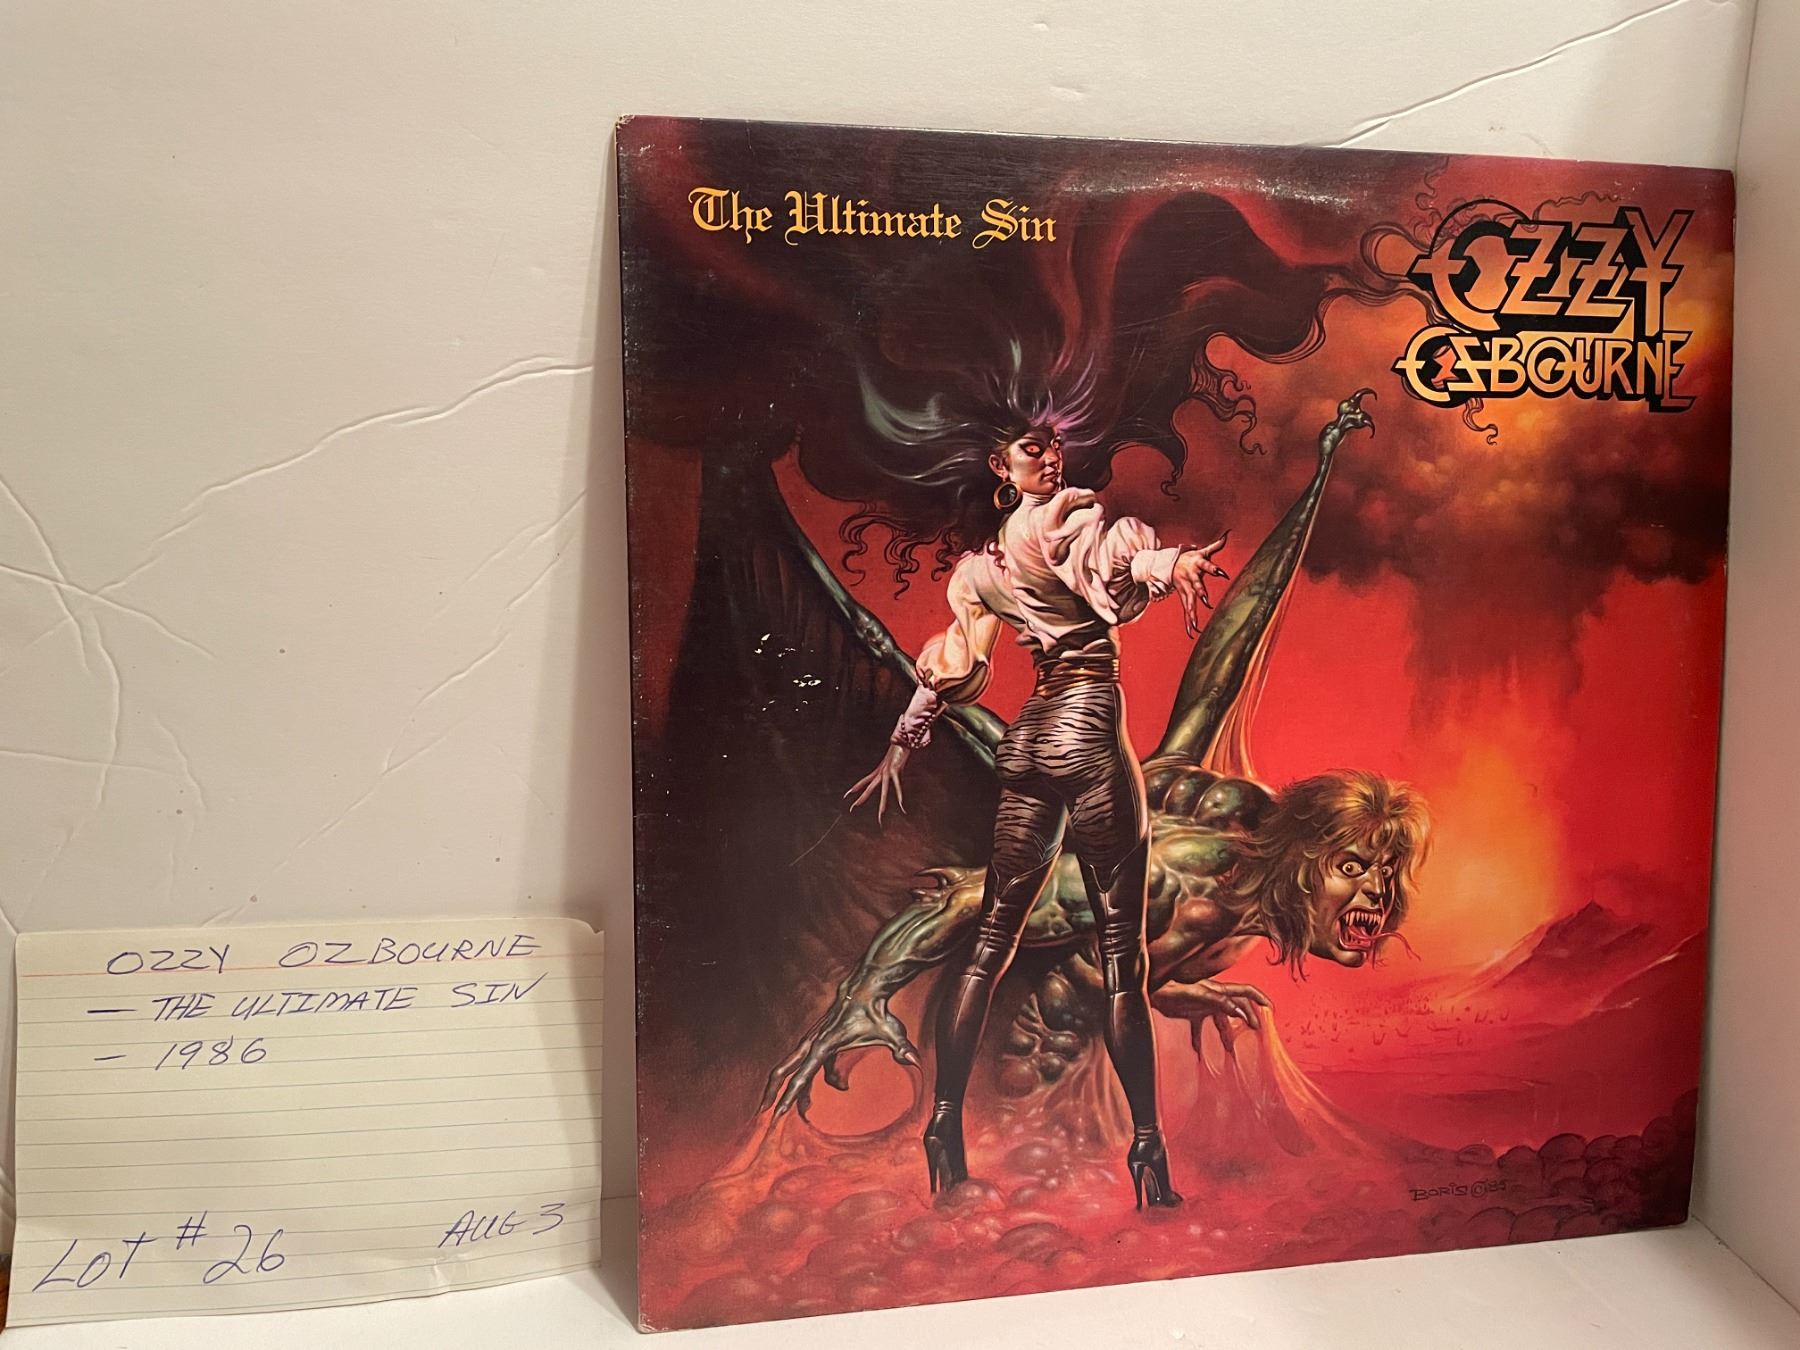 The Ultimate Sin
OZZY
OSBOURNE
BORIS © 85
OZZY OZBOURNE
— THE ULTIMATE SIN
— 1986
LOT # 26
AUG 3